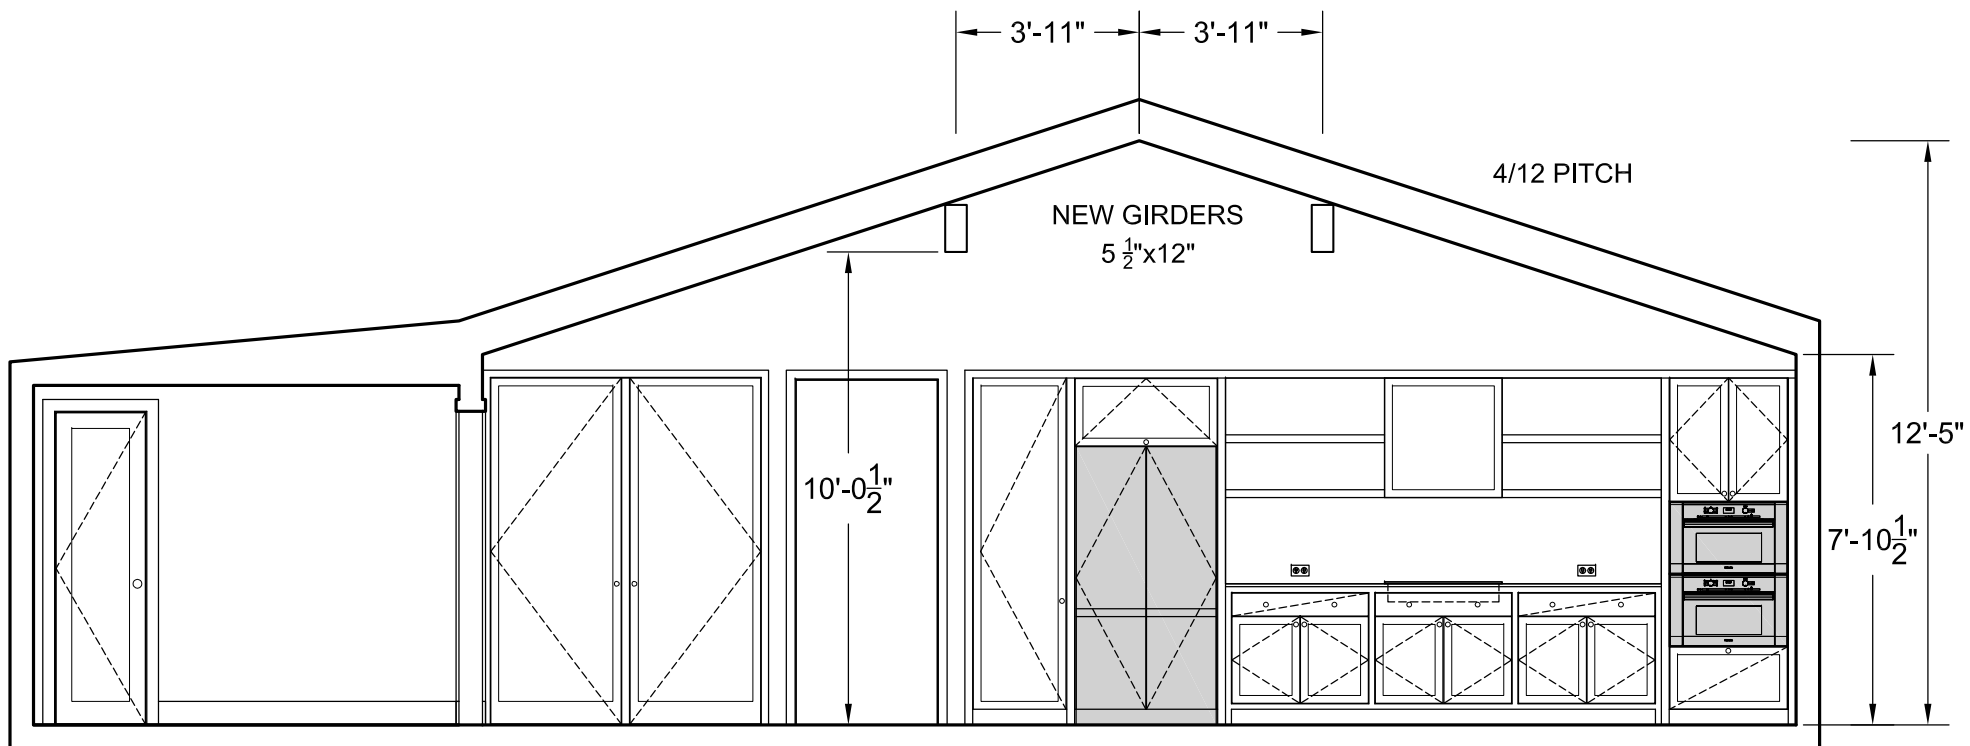 3'-11" 3'-11"
4/12 PITCH
NEW GIRDERS
5 1/2"x12"
12'-5"
10'-0 1/2"
7'-10 1/2"